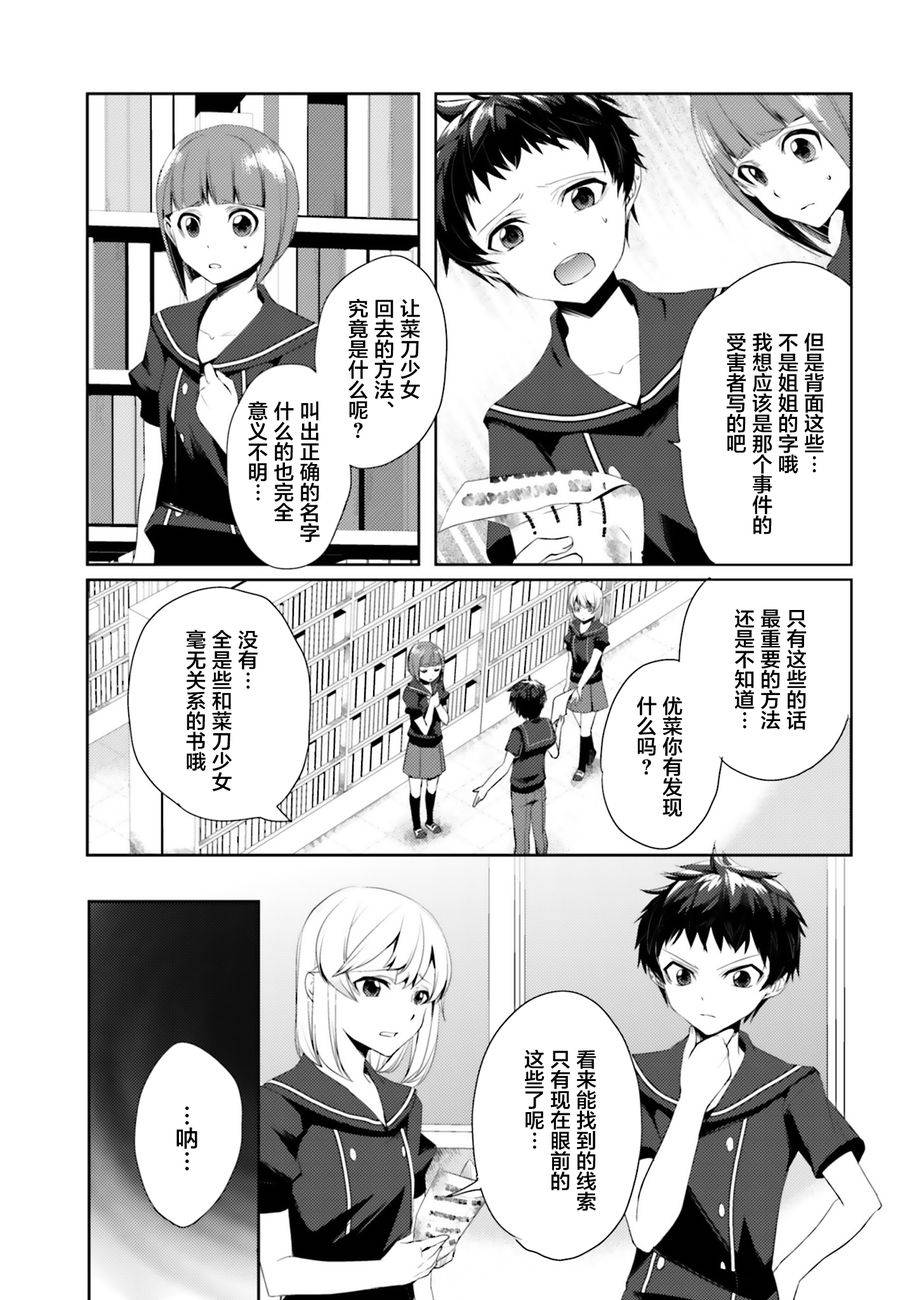 但是背面这些…
不是姐姐的字哦
我想应该是那个事件的
受害者写的吧
让菜刀少女
回去的方法、
究竟是什么呢?
叫出正确的名字
什么的也完全
意义不明…
只有这些的话
最重要的方法
还是不知道…
优菜你有发现
什么吗?
没有…
全是些和菜刀少女
毫无关系的书哦
看来能找到的线索
只有现在眼前的
这些了呢…
…呐…